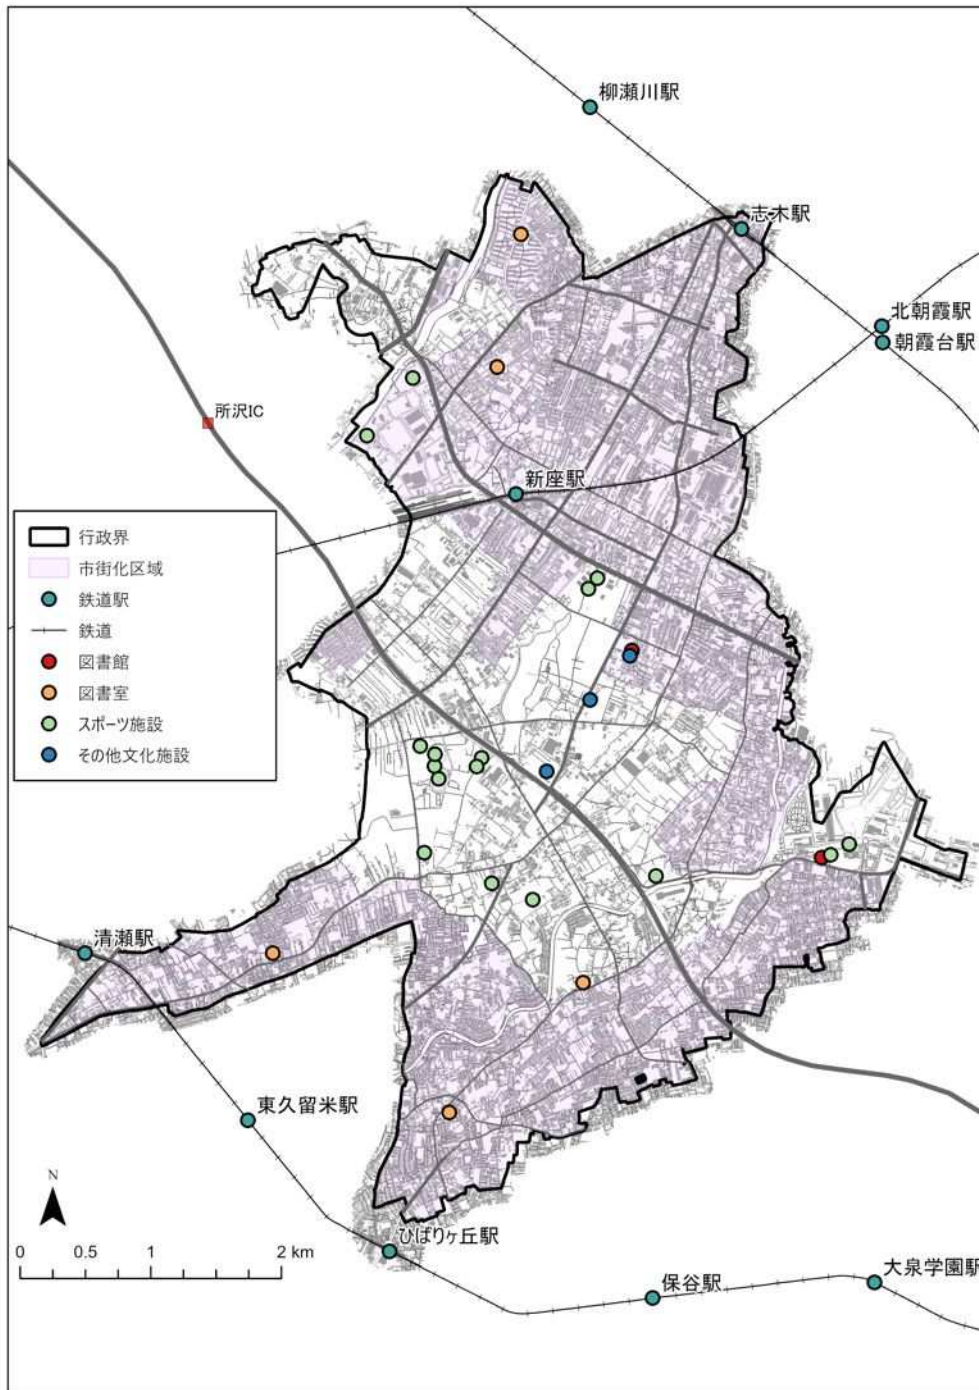 柳瀬川駅
志木駅
北朝霞駅
朝霞台駅
所沢IC
新座駅
行政界
市街化区域
鉄道駅
鉄道
図書館
図書室
スポーツ施設
その他文化施設
清瀬駅
東久留米駅
N
0 0.5 1 2 km
ひばりヶ丘駅
保谷駅
大泉学園駅